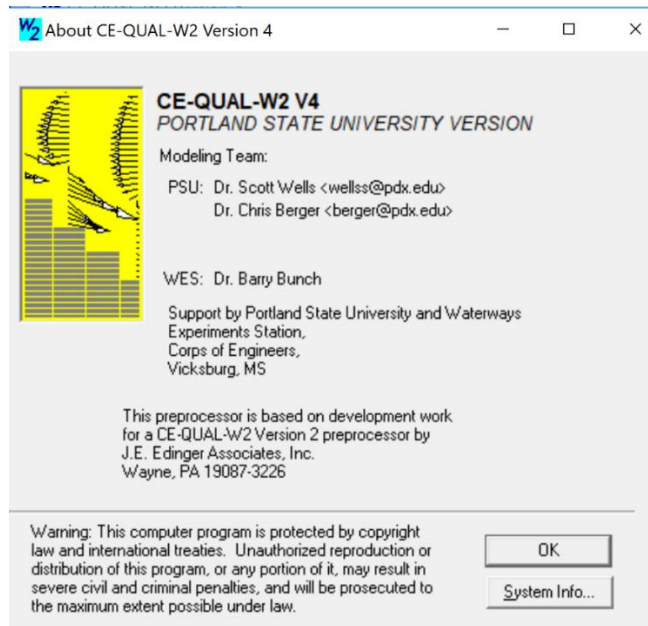 W2 About CE-QUAL-W2 Version 4
CE-QUAL-W2 V4
PORTLAND STATE UNIVERSITY VERSION
Modeling Team:
PSU: Dr. Scott Wells <wellss@pdx.edu>
Dr. Chris Berger <berger@pdx.edu>
WES: Dr. Barry Bunch
Support by Portland State University and Waterways
Experiments Station,
Corps of Engineers,
Vicksburg, MS
This preprocessor is based on development work
for a CE-QUAL-W2 Version 2 preprocessor by
J.E. Edinger Associates, Inc.
Wayne, PA 19087-3226
Warning: This computer program is protected by copyright
law and international treaties. Unauthorized reproduction or
distribution of this program, or any portion of it, may result in
severe civil and criminal penalties, and will be prosecuted to
the maximum extent possible under law.
OK
System Info...